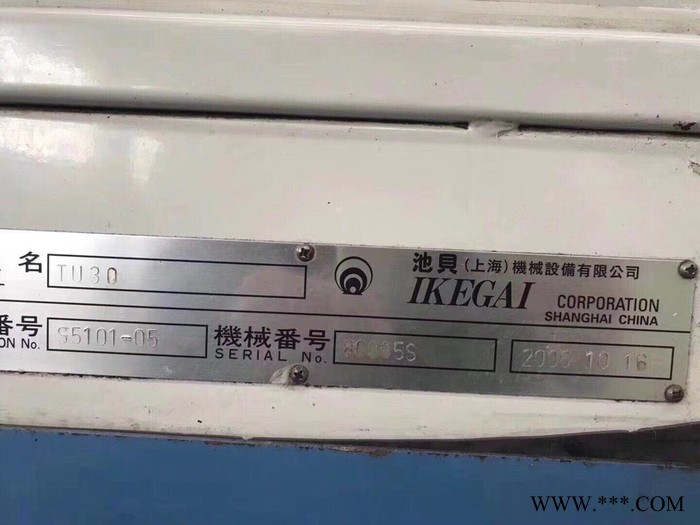 名 TU30
池貝(上海)機械設備有限公司
IKEGAI CORPORATION
SHANGHAI CHINA
番号 S5101-05
ON No.
機械番号
SERIAL No.
WWW.***.COM